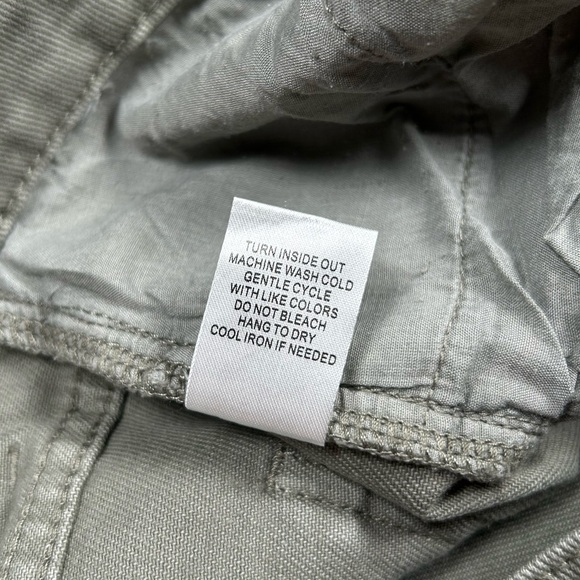 TURN INSIDE OUT
MACHINE WASH COLD
GENTLE CYCLE
WITH LIKE COLORS
DO NOT BLEACH
HANG TO DRY
COOL IRON IF NEEDED